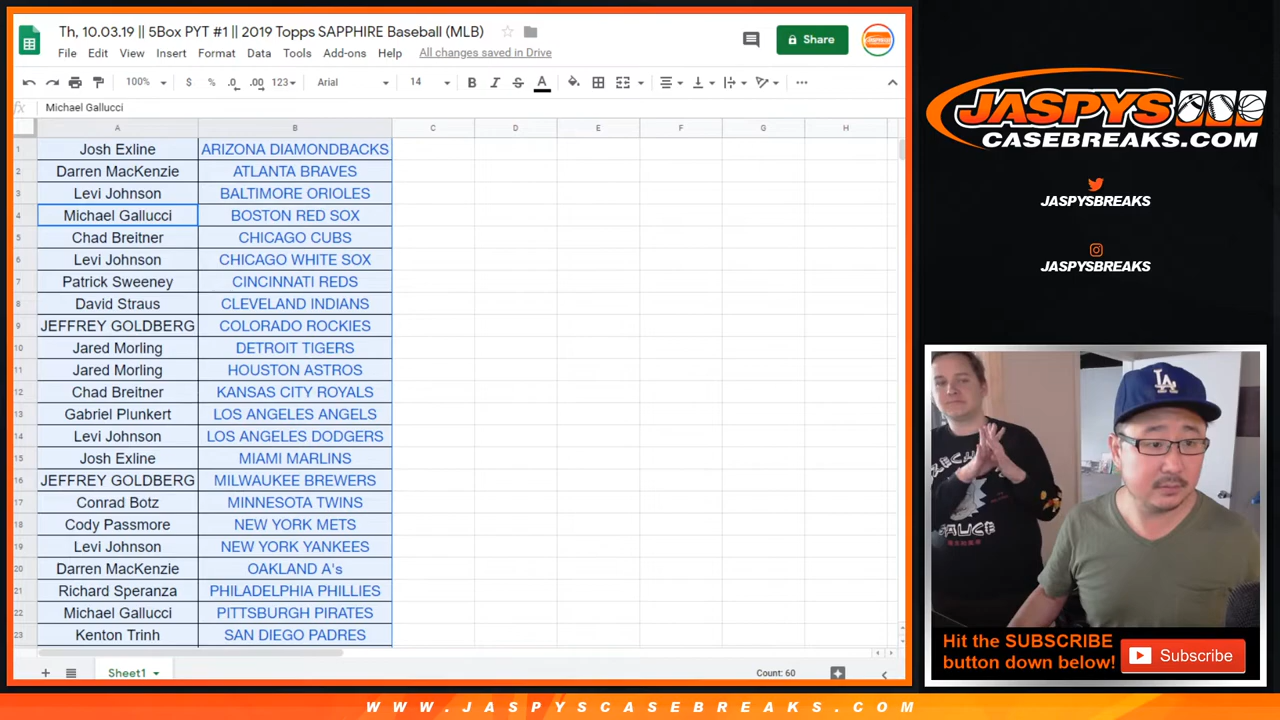 Th, 10.03.19 || 5Box PYT #1 || 2019 Topps SAPPHIRE Baseball (MLB)
File Edit View Insert Format Data Tools Add-ons Help All changes saved in Drive
Share
100% $ % .0 .00 123 Arial 14 B I S A
fx Michael Gallucci
A B C D E F G H
1 Josh Exline ARIZONA DIAMONDBACKS
2 Darren MacKenzie ATLANTA BRAVES
3 Levi Johnson BALTIMORE ORIOLES
4 Michael Gallucci BOSTON RED SOX
5 Chad Breitner CHICAGO CUBS
6 Levi Johnson CHICAGO WHITE SOX
7 Patrick Sweeney CINCINNATI REDS
8 David Straus CLEVELAND INDIANS
9 JEFFREY GOLDBERG COLORADO ROCKIES
10 Jared Morling DETROIT TIGERS
11 Jared Morling HOUSTON ASTROS
12 Chad Breitner KANSAS CITY ROYALS
13 Gabriel Plunkert LOS ANGELES ANGELS
14 Levi Johnson LOS ANGELES DODGERS
15 Josh Exline MIAMI MARLINS
16 JEFFREY GOLDBERG MILWAUKEE BREWERS
17 Conrad Botz MINNESOTA TWINS
18 Cody Passmore NEW YORK METS
19 Levi Johnson NEW YORK YANKEES
20 Darren MacKenzie OAKLAND A's
21 Richard Speranza PHILADELPHIA PHILLIES
22 Michael Gallucci PITTSBURGH PIRATES
23 Kenton Trinh SAN DIEGO PADRES
Sheet1
Count: 60
JASPYS
CASEBREAKS.COM
JASPYSBREAKS
JASPYSBREAKS
LA
SAUCE
Hit the SUBSCRIBE
button down below!
Subscribe
WWW.JASPYSCASEBREAKS.COM